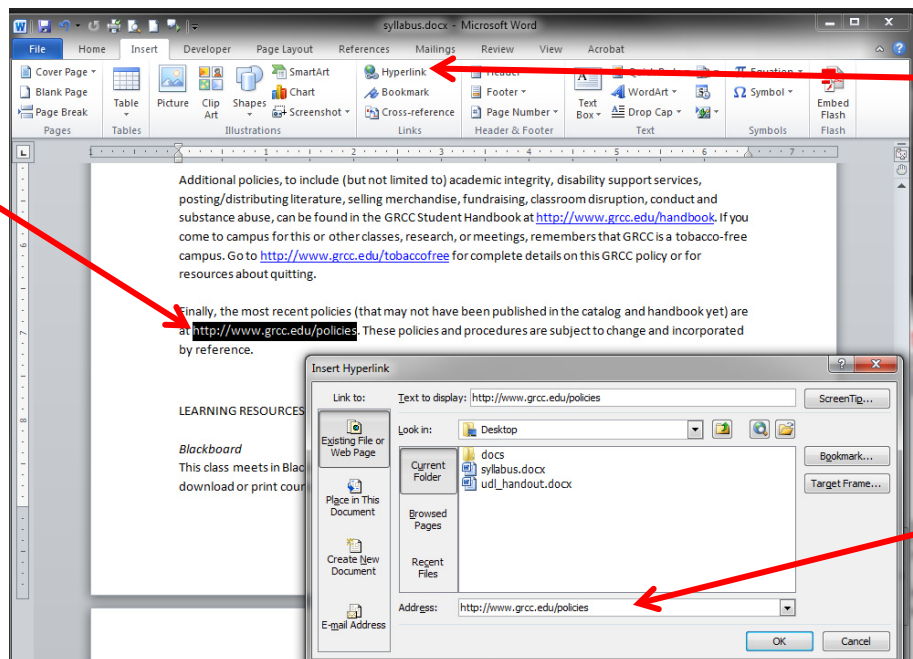 syllabus.docx - Microsoft Word
File Home Insert Developer Page Layout References Mailings Review View Acrobat
Cover Page
Blank Page
Page Break
Pages
Table
Tables
Picture
Clip Art
Shapes
SmartArt
Chart
Screenshot
Illustrations
Hyperlink
Bookmark
Cross-reference
Links
Header
Footer
Page Number
Header & Footer
Text Box
WordArt
Drop Cap
Text
Equation
Symbol
Symbols
Embed Flash
Flash
1 1 2 3 4 5 6 7
Additional policies, to include (but not limited to) academic integrity, disability support services,
posting/distributing literature, selling merchandise, fundraising, classroom disruption, conduct and
substance abuse, can be found in the GRCC Student Handbook at http://www.grcc.edu/handbook. If you
come to campus for this or other classes, research, or meetings, remembers that GRCC is a tobacco-free
campus. Go to http://www.grcc.edu/tobaccofree for complete details on this GRCC policy or for
resources about quitting.
Finally, the most recent policies (that may not have been published in the catalog and handbook yet) are
at http://www.grcc.edu/policies. These policies and procedures are subject to change and incorporated
by reference.
LEARNING RESOURCES
Blackboard
This class meets in Blac
download or print cour
Insert Hyperlink
Link to:
Text to display: http://www.grcc.edu/policies
ScreenTip...
Existing File or Web Page
Look in: Desktop
Place in This Document
Create New Document
E-mail Address
Current Folder
Browsed Pages
Recent Files
docs
syllabus.docx
udl_handout.docx
Bookmark...
Target Frame...
Address: http://www.grcc.edu/policies
OK Cancel